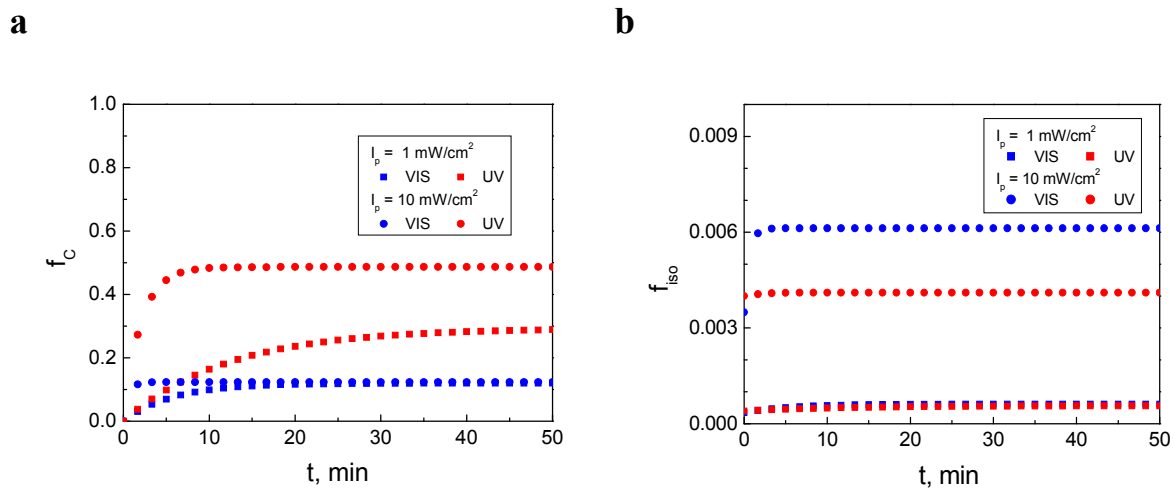 a
1.0
0.8
0.6
0.4
0.2
0.0
f_C
0 10 20 30 40 50
t, min
I_p = 1 mW/cm²
VIS UV
I_p = 10 mW/cm²
VIS UV
b
0.009
0.006
0.003
0.000
f_iso
0 10 20 30 40 50
t, min
I_p = 1 mW/cm²
VIS UV
I_p = 10 mW/cm²
VIS UV